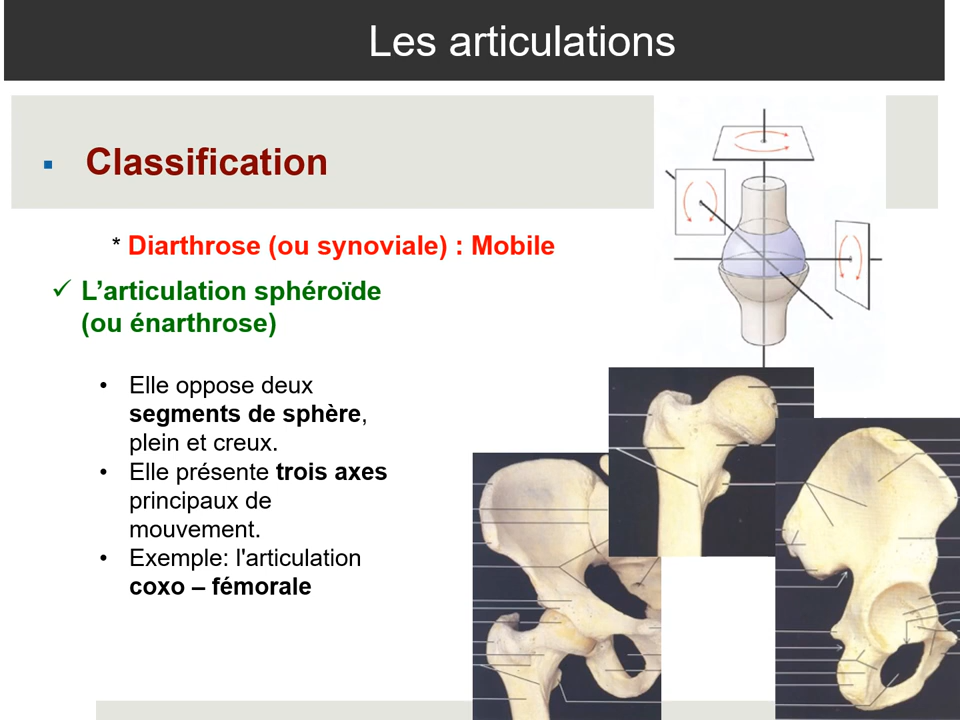 Les articulations
▪ Classification
* Diarthrose (ou synoviale) : Mobile
✓ L'articulation sphéroïde
(ou énarthrose)
• Elle oppose deux
segments de sphère,
plein et creux.
• Elle présente trois axes
principaux de
mouvement.
• Exemple: l'articulation
coxo – fémorale